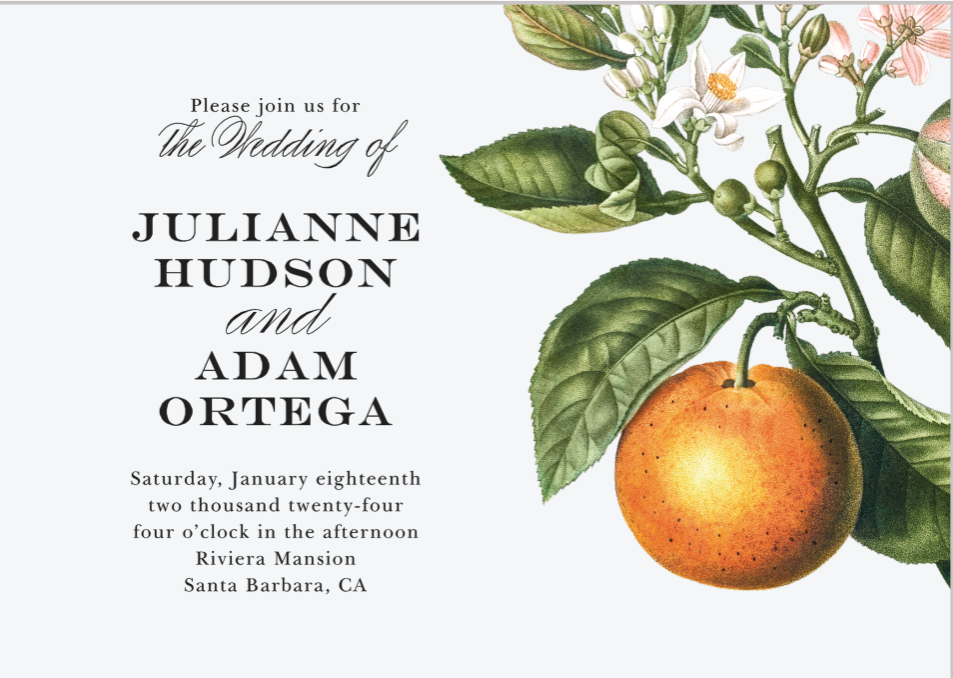 Please join us for
the Wedding of
JULIANNE
HUDSON
and
ADAM
ORTEGA
Saturday, January eighteenth
two thousand twenty-four
four o’clock in the afternoon
Riviera Mansion
Santa Barbara, CA